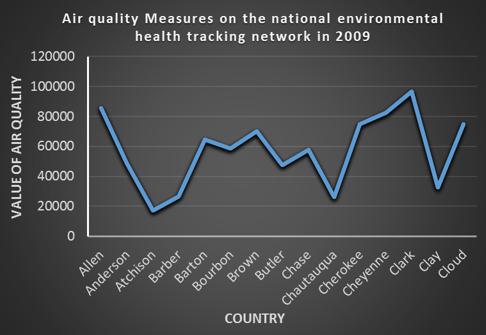 Air quality Measures on the national environmental
health tracking network in 2009
VALUE OF AIR QUALITY
120000
100000
80000
60000
40000
20000
0
Allen
Anderson
Atchison
Barber
Barton
Bourbon
Brown
Butler
Chase
Chautauqua
Cherokee
Cheyenne
Clark
Clay
Cloud
COUNTRY